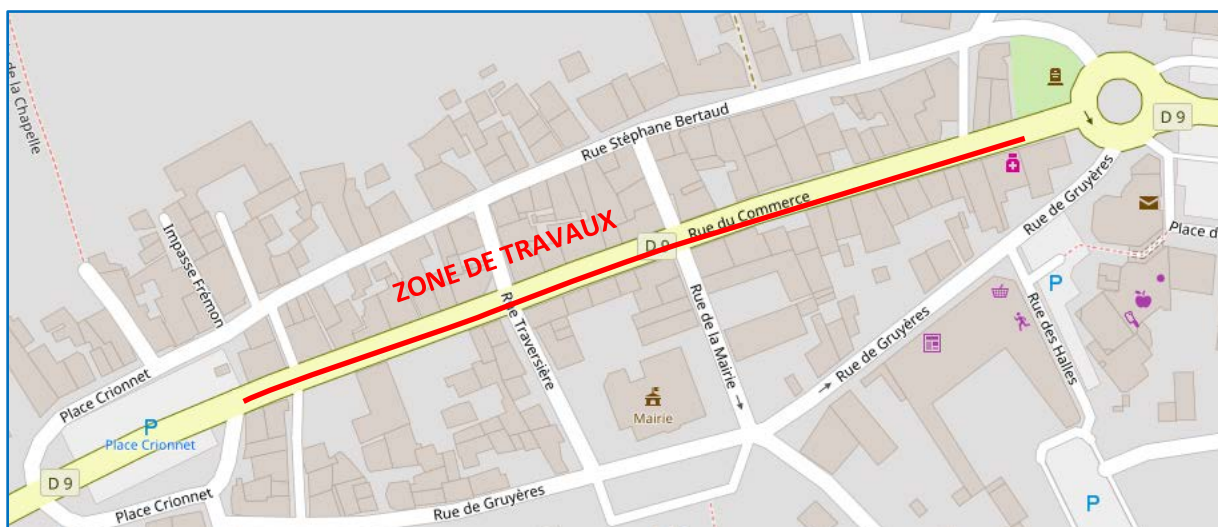 de la Chapelle
D 9
Rue Stéphane Bertaud
Rue du Commerce
ZONE DE TRAVAUX
D 9
Impasse Frémon
Rue de Gruyères
Place d
Rue Traversière
Rue de la Mairie
P
Rue des Halles
Rue de Gruyères
Place Crionnet
Mairie
P
Place Crionnet
D 9
Place Crionnet
Rue de Gruyères
P